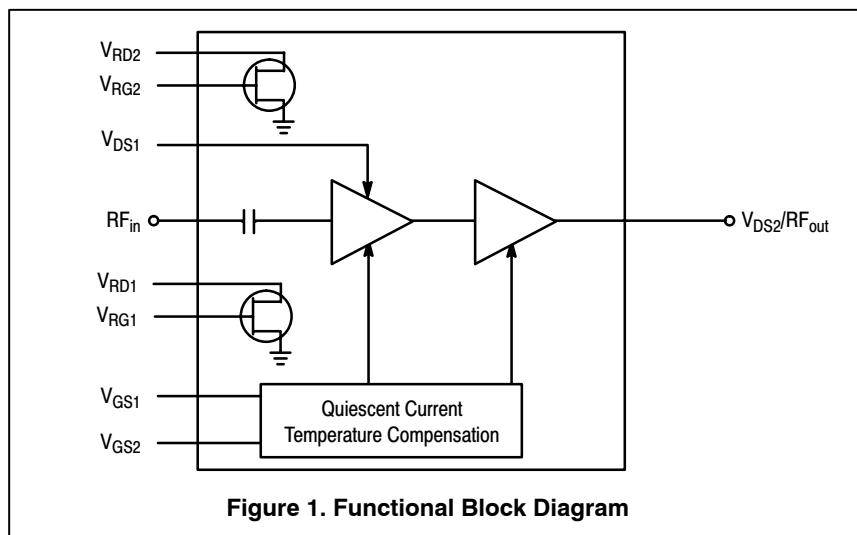 V_RD2
V_RG2
V_DS1
RF_in
V_DS2/RF_out
V_RD1
V_RG1
V_GS1
V_GS2
Quiescent Current
Temperature Compensation
Figure 1. Functional Block Diagram